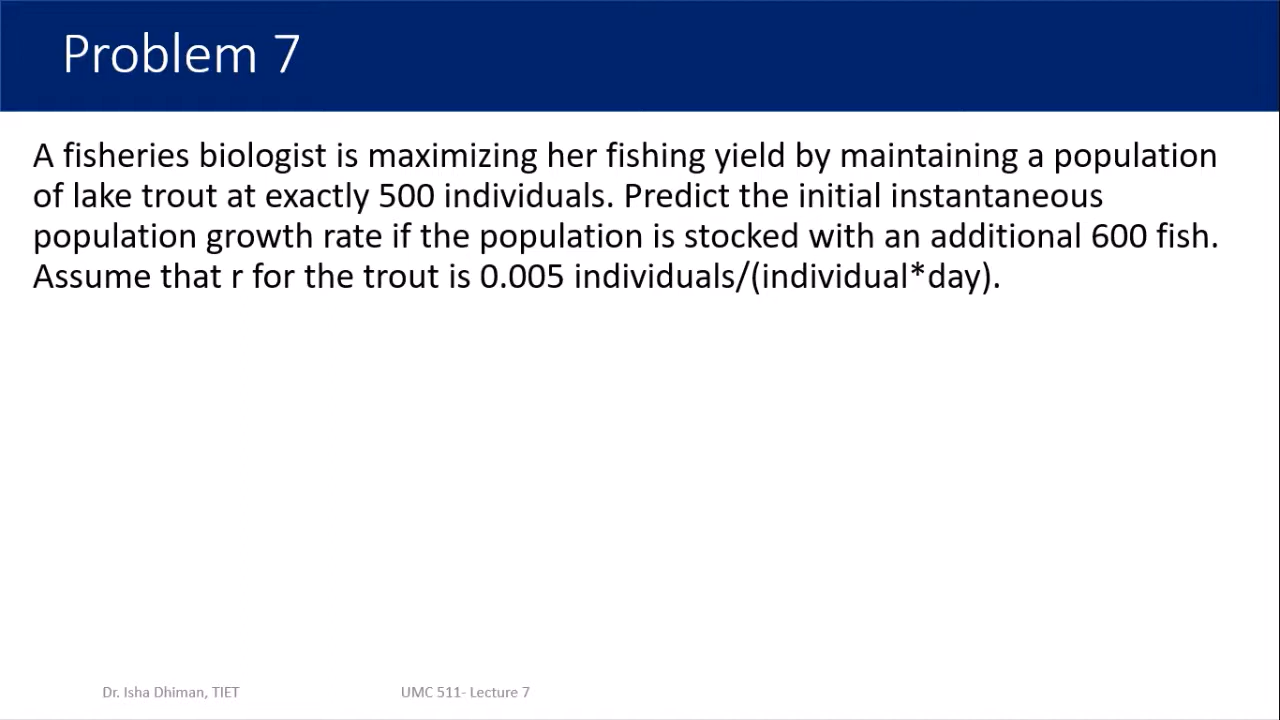 Problem 7
A fisheries biologist is maximizing her fishing yield by maintaining a population
of lake trout at exactly 500 individuals. Predict the initial instantaneous
population growth rate if the population is stocked with an additional 600 fish.
Assume that r for the trout is 0.005 individuals/(individual*day).
Dr. Isha Dhiman, TIET
UMC 511- Lecture 7